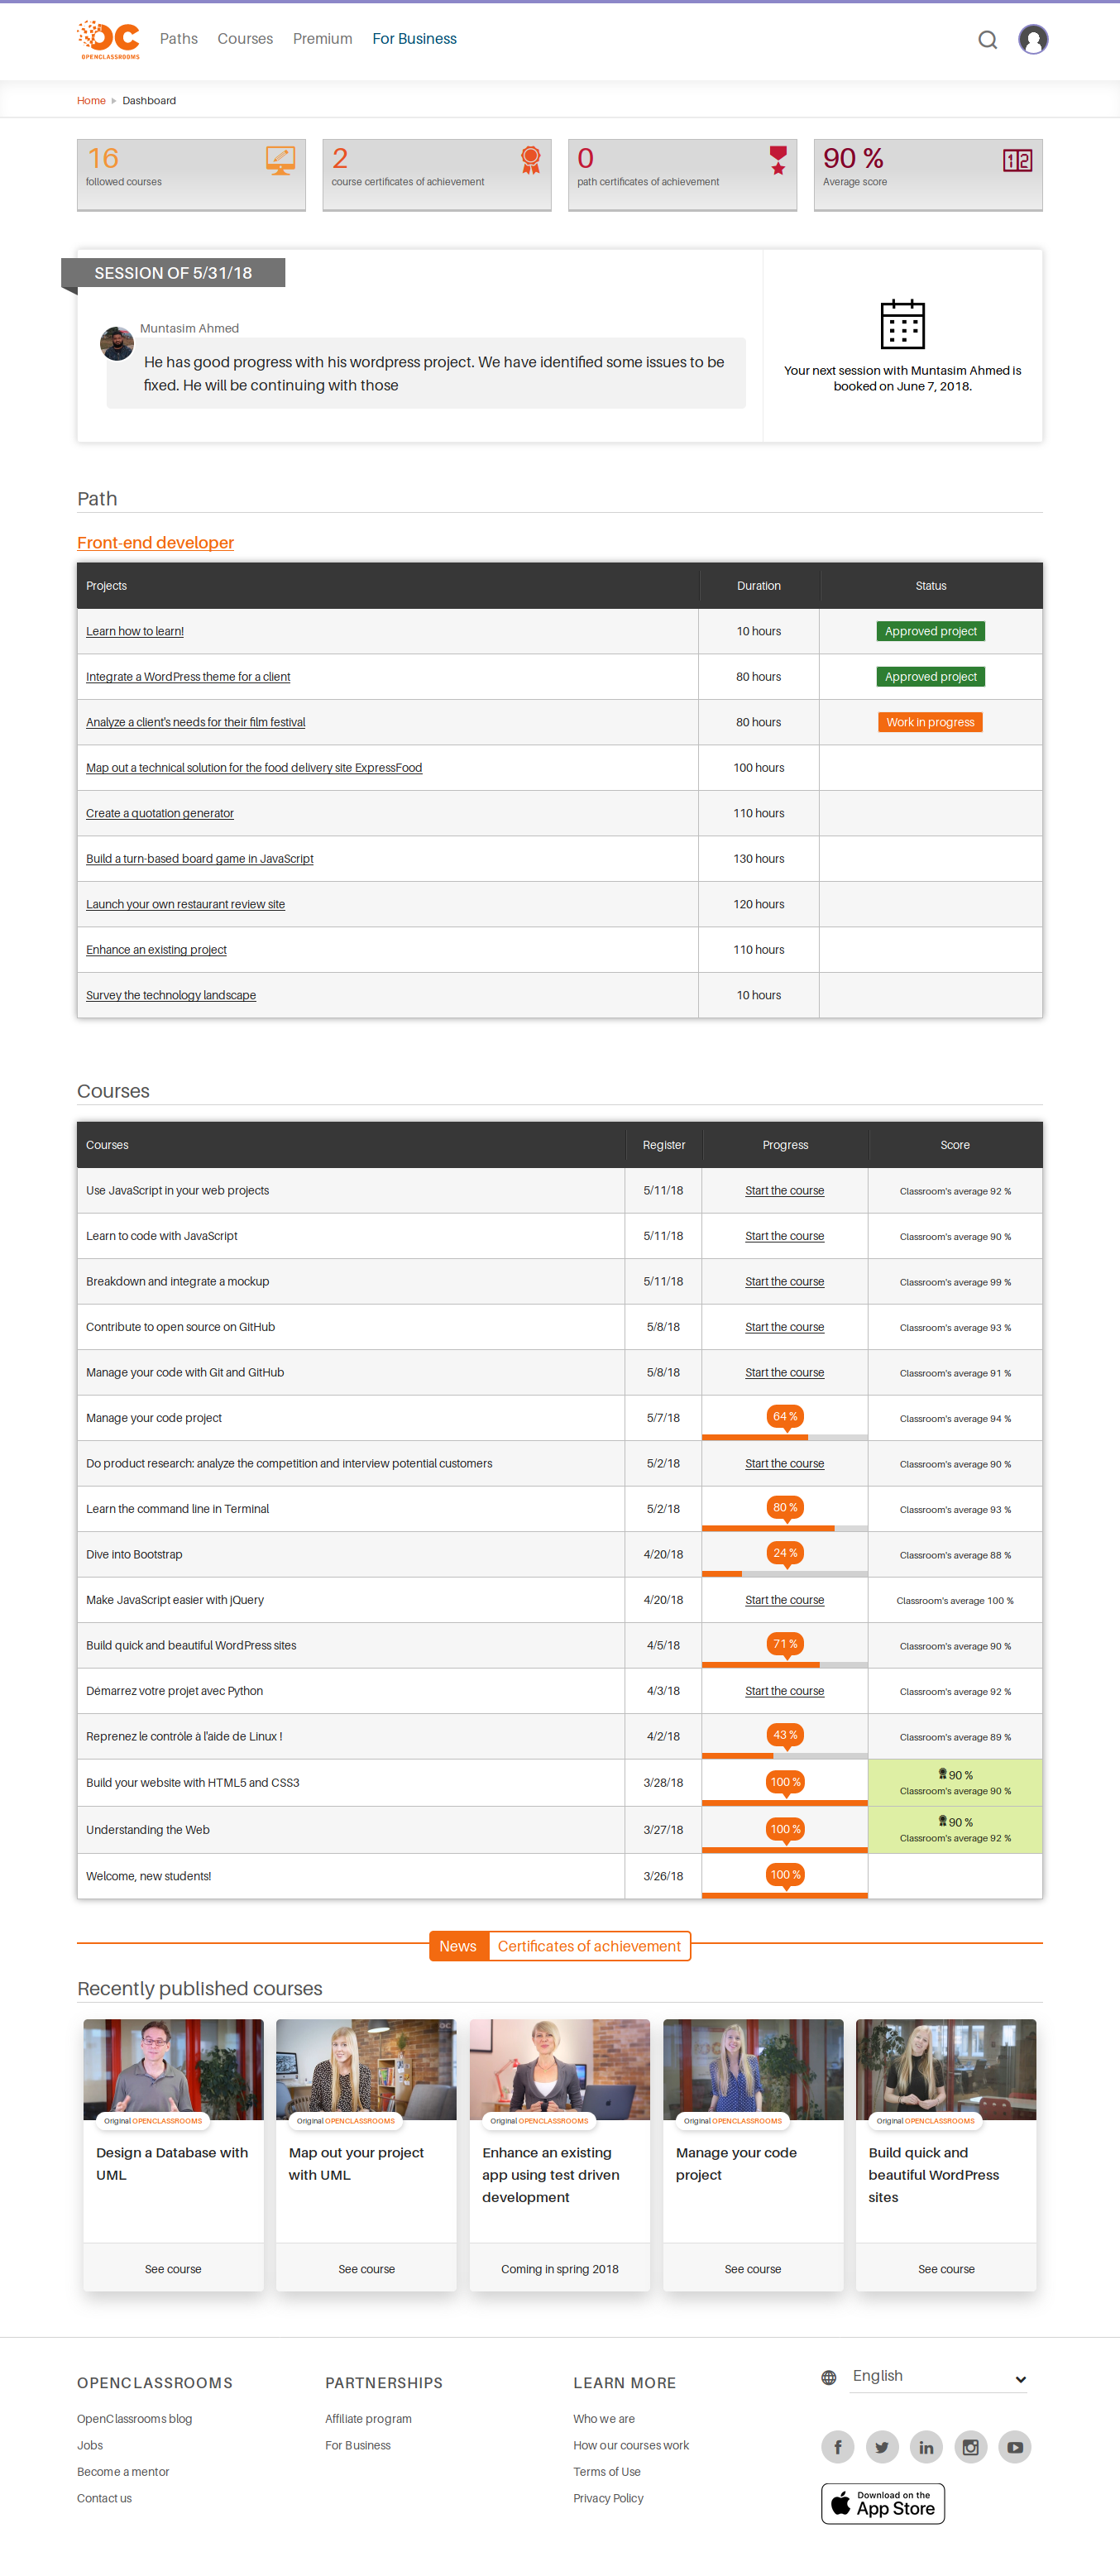 OPENCLASSROOMS
Paths Courses Premium For Business
Home Dashboard
16
followed courses
2
course certificates of achievement
0
path certificates of achievement
90 %
Average score
SESSION OF 5/31/18
Muntasim Ahmed
He has good progress with his wordpress project. We have identified some issues to be
fixed. He will be continuing with those
Your next session with Muntasim Ahmed is
booked on June 7, 2018.
Path
Front-end developer
Projects Duration Status
Learn how to learn! 10 hours Approved project
Integrate a WordPress theme for a client 80 hours Approved project
Analyze a client's needs for their film festival 80 hours Work in progress
Map out a technical solution for the food delivery site ExpressFood 100 hours
Create a quotation generator 110 hours
Build a turn-based board game in JavaScript 130 hours
Launch your own restaurant review site 120 hours
Enhance an existing project 110 hours
Survey the technology landscape 10 hours
Courses
Courses Register Progress Score
Use JavaScript in your web projects 5/11/18 Start the course Classroom's average 92 %
Learn to code with JavaScript 5/11/18 Start the course Classroom's average 90 %
Breakdown and integrate a mockup 5/11/18 Start the course Classroom's average 99 %
Contribute to open source on GitHub 5/8/18 Start the course Classroom's average 93 %
Manage your code with Git and GitHub 5/8/18 Start the course Classroom's average 91 %
Manage your code project 5/7/18 64 % Classroom's average 94 %
Do product research: analyze the competition and interview potential customers 5/2/18 Start the course Classroom's average 90 %
Learn the command line in Terminal 5/2/18 80 % Classroom's average 93 %
Dive into Bootstrap 4/20/18 24 % Classroom's average 88 %
Make JavaScript easier with jQuery 4/20/18 Start the course Classroom's average 100 %
Build quick and beautiful WordPress sites 4/5/18 71 % Classroom's average 90 %
Démarrez votre projet avec Python 4/3/18 Start the course Classroom's average 92 %
Reprenez le contrôle à l'aide de Linux ! 4/2/18 43 % Classroom's average 89 %
Build your website with HTML5 and CSS3 3/28/18 100 % 90 %
Classroom's average 90 %
Understanding the Web 3/27/18 100 % 90 %
Classroom's average 92 %
Welcome, new students! 3/26/18 100 %
News Certificates of achievement
Recently published courses
Original OPENCLASSROOMS
Design a Database with
UML
See course
Original OPENCLASSROOMS
Map out your project
with UML
See course
Original OPENCLASSROOMS
Enhance an existing
app using test driven
development
Coming in spring 2018
Original OPENCLASSROOMS
Manage your code
project
See course
Original OPENCLASSROOMS
Build quick and
beautiful WordPress
sites
See course
OPENCLASSROOMS
OpenClassrooms blog
Jobs
Become a mentor
Contact us
PARTNERSHIPS
Affiliate program
For Business
LEARN MORE
Who we are
How our courses work
Terms of Use
Privacy Policy
English
Download on the
App Store